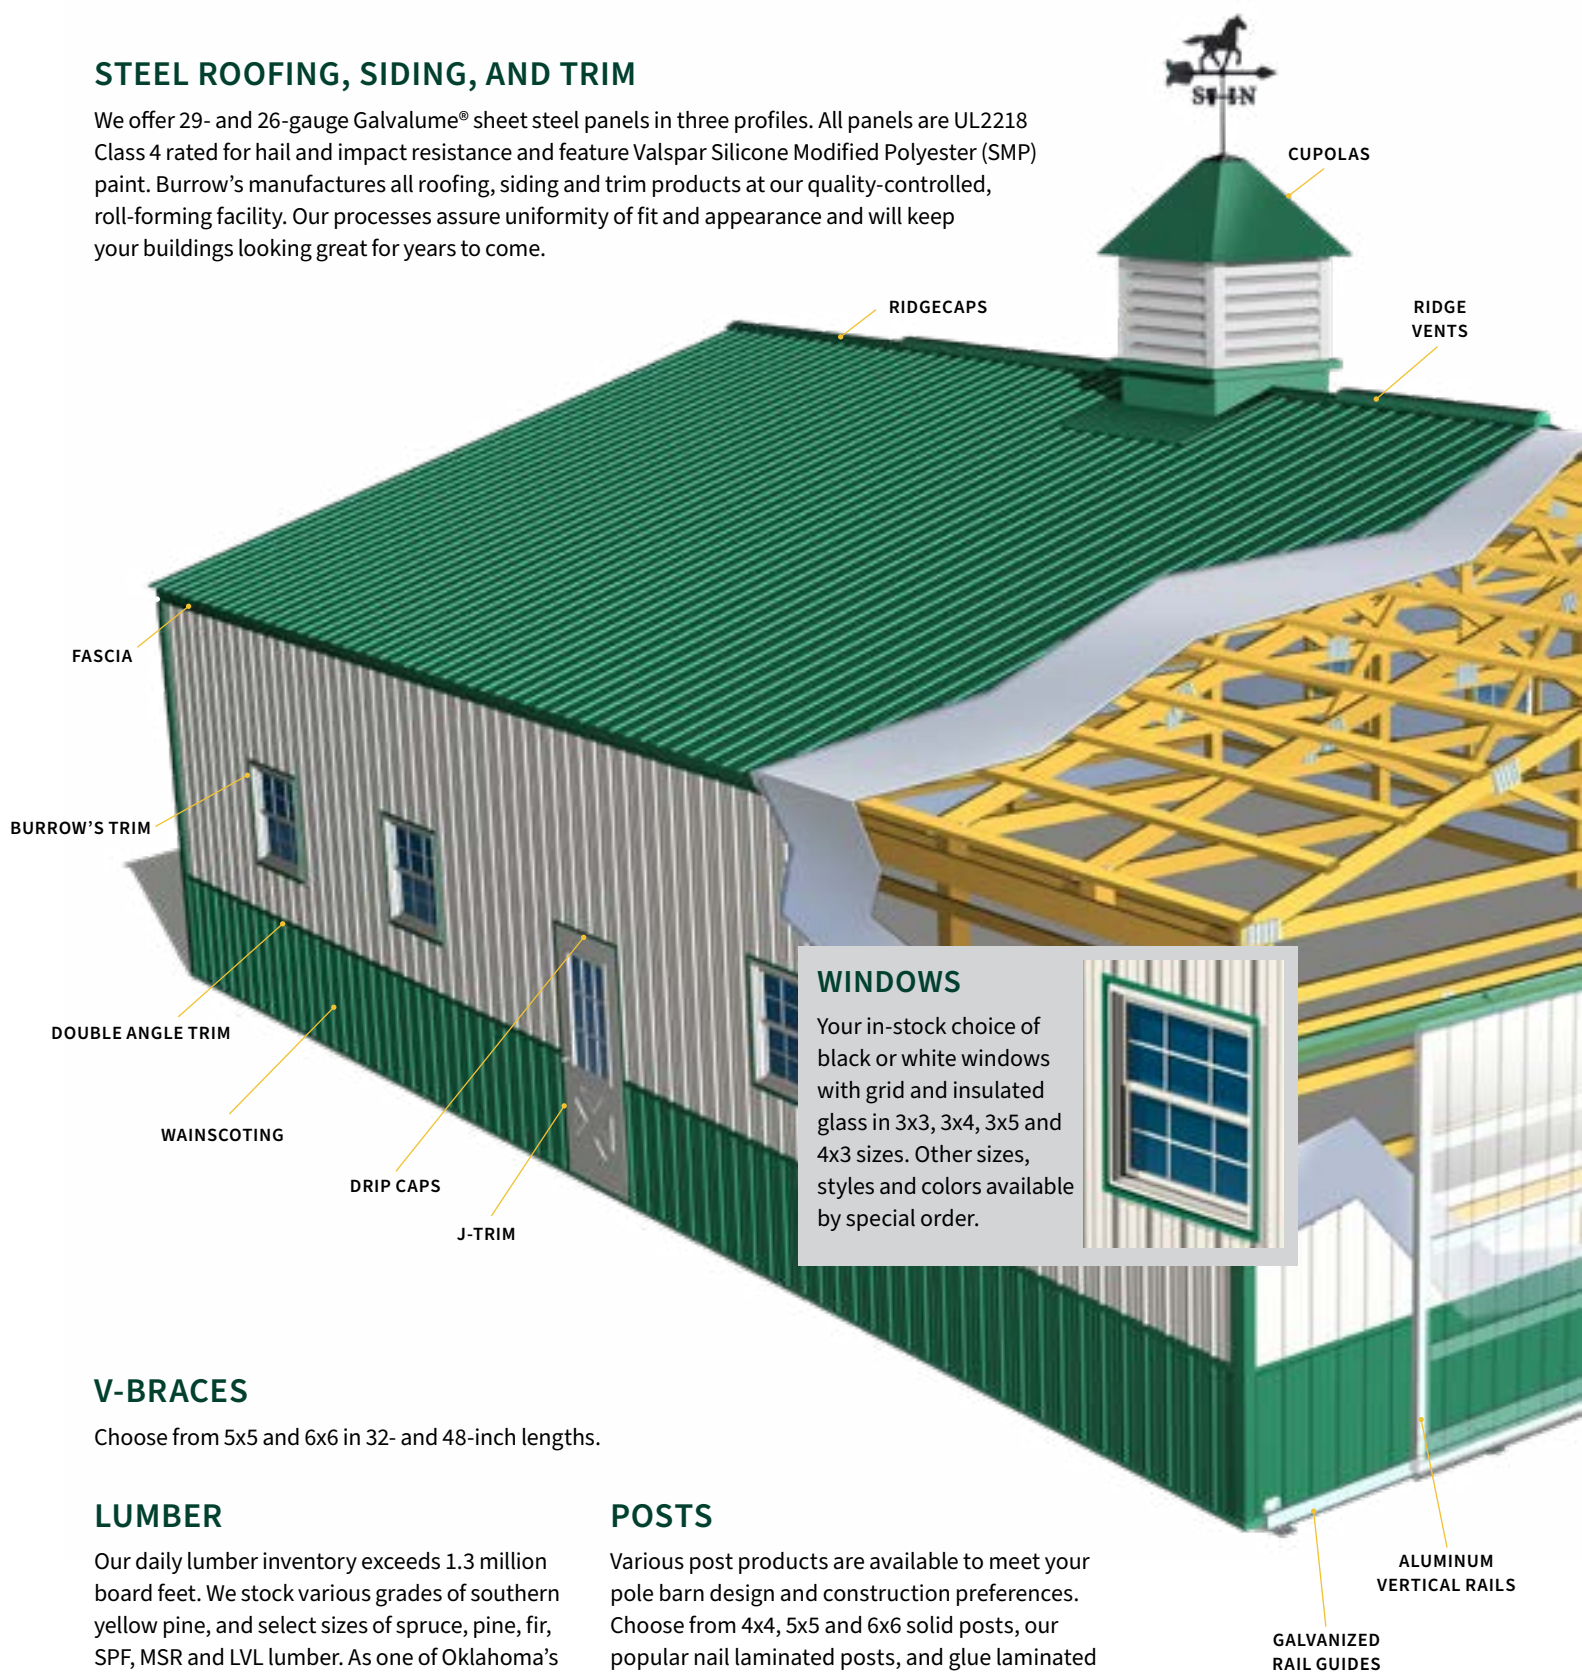 STEEL ROOFING, SIDING, AND TRIM
We offer 29- and 26-gauge Galvalume® sheet steel panels in three profiles. All panels are UL2218
Class 4 rated for hail and impact resistance and feature Valspar Silicone Modified Polyester (SMP)
paint. Burrow's manufactures all roofing, siding and trim products at our quality-controlled,
roll-forming facility. Our processes assure uniformity of fit and appearance and will keep
your buildings looking great for years to come.
CUPOLAS
RIDGECAPS
RIDGE
VENTS
FASCIA
BURROW'S TRIM
DOUBLE ANGLE TRIM
WAINSCOTING
DRIP CAPS
J-TRIM
WINDOWS
Your in-stock choice of
black or white windows
with grid and insulated
glass in 3x3, 3x4, 3x5 and
4x3 sizes. Other sizes,
styles and colors available
by special order.
V-BRACES
Choose from 5x5 and 6x6 in 32- and 48-inch lengths.
LUMBER
Our daily lumber inventory exceeds 1.3 million
board feet. We stock various grades of southern
yellow pine, and select sizes of spruce, pine, fir,
SPF, MSR and LVL lumber. As one of Oklahoma's
POSTS
Various post products are available to meet your
pole barn design and construction preferences.
Choose from 4x4, 5x5 and 6x6 solid posts, our
popular nail laminated posts, and glue laminated
ALUMINUM
VERTICAL RAILS
GALVANIZED
RAIL GUIDES